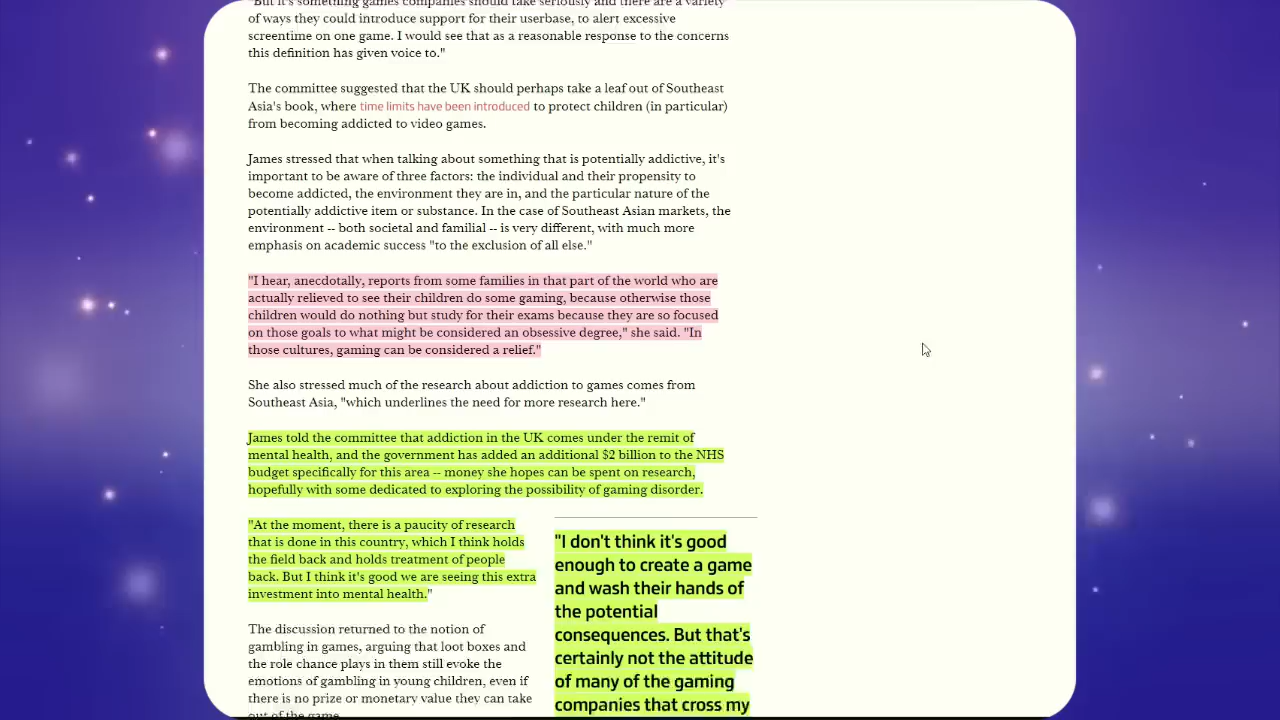 "But it's something games companies should take seriously and there are a variety
of ways they could introduce support for their userbase, to alert excessive
screentime on one game. I would see that as a reasonable response to the concerns
this definition has given voice to."
The committee suggested that the UK should perhaps take a leaf out of Southeast
Asia's book, where time limits have been introduced to protect children (in particular)
from becoming addicted to video games.
James stressed that when talking about something that is potentially addictive, it's
important to be aware of three factors: the individual and their propensity to
become addicted, the environment they are in, and the particular nature of the
potentially addictive item or substance. In the case of Southeast Asian markets, the
environment -- both societal and familial -- is very different, with much more
emphasis on academic success "to the exclusion of all else."
"I hear, anecdotally, reports from some families in that part of the world who are
actually relieved to see their children do some gaming, because otherwise those
children would do nothing but study for their exams because they are so focused
on those goals to what might be considered an obsessive degree," she said. "In
those cultures, gaming can be considered a relief."
She also stressed much of the research about addiction to games comes from
Southeast Asia, "which underlines the need for more research here."
James told the committee that addiction in the UK comes under the remit of
mental health, and the government has added an additional $2 billion to the NHS
budget specifically for this area -- money she hopes can be spent on research,
hopefully with some dedicated to exploring the possibility of gaming disorder.
"At the moment, there is a paucity of research
that is done in this country, which I think holds
the field back and holds treatment of people
back. But I think it's good we are seeing this extra
investment into mental health."
The discussion returned to the notion of
gambling in games, arguing that loot boxes and
the role chance plays in them still evoke the
emotions of gambling in young children, even if
there is no prize or monetary value they can take
out of the game.
"I don't think it's good
enough to create a game
and wash their hands of
the potential
consequences. But that's
certainly not the attitude
of many of the gaming
companies that cross my